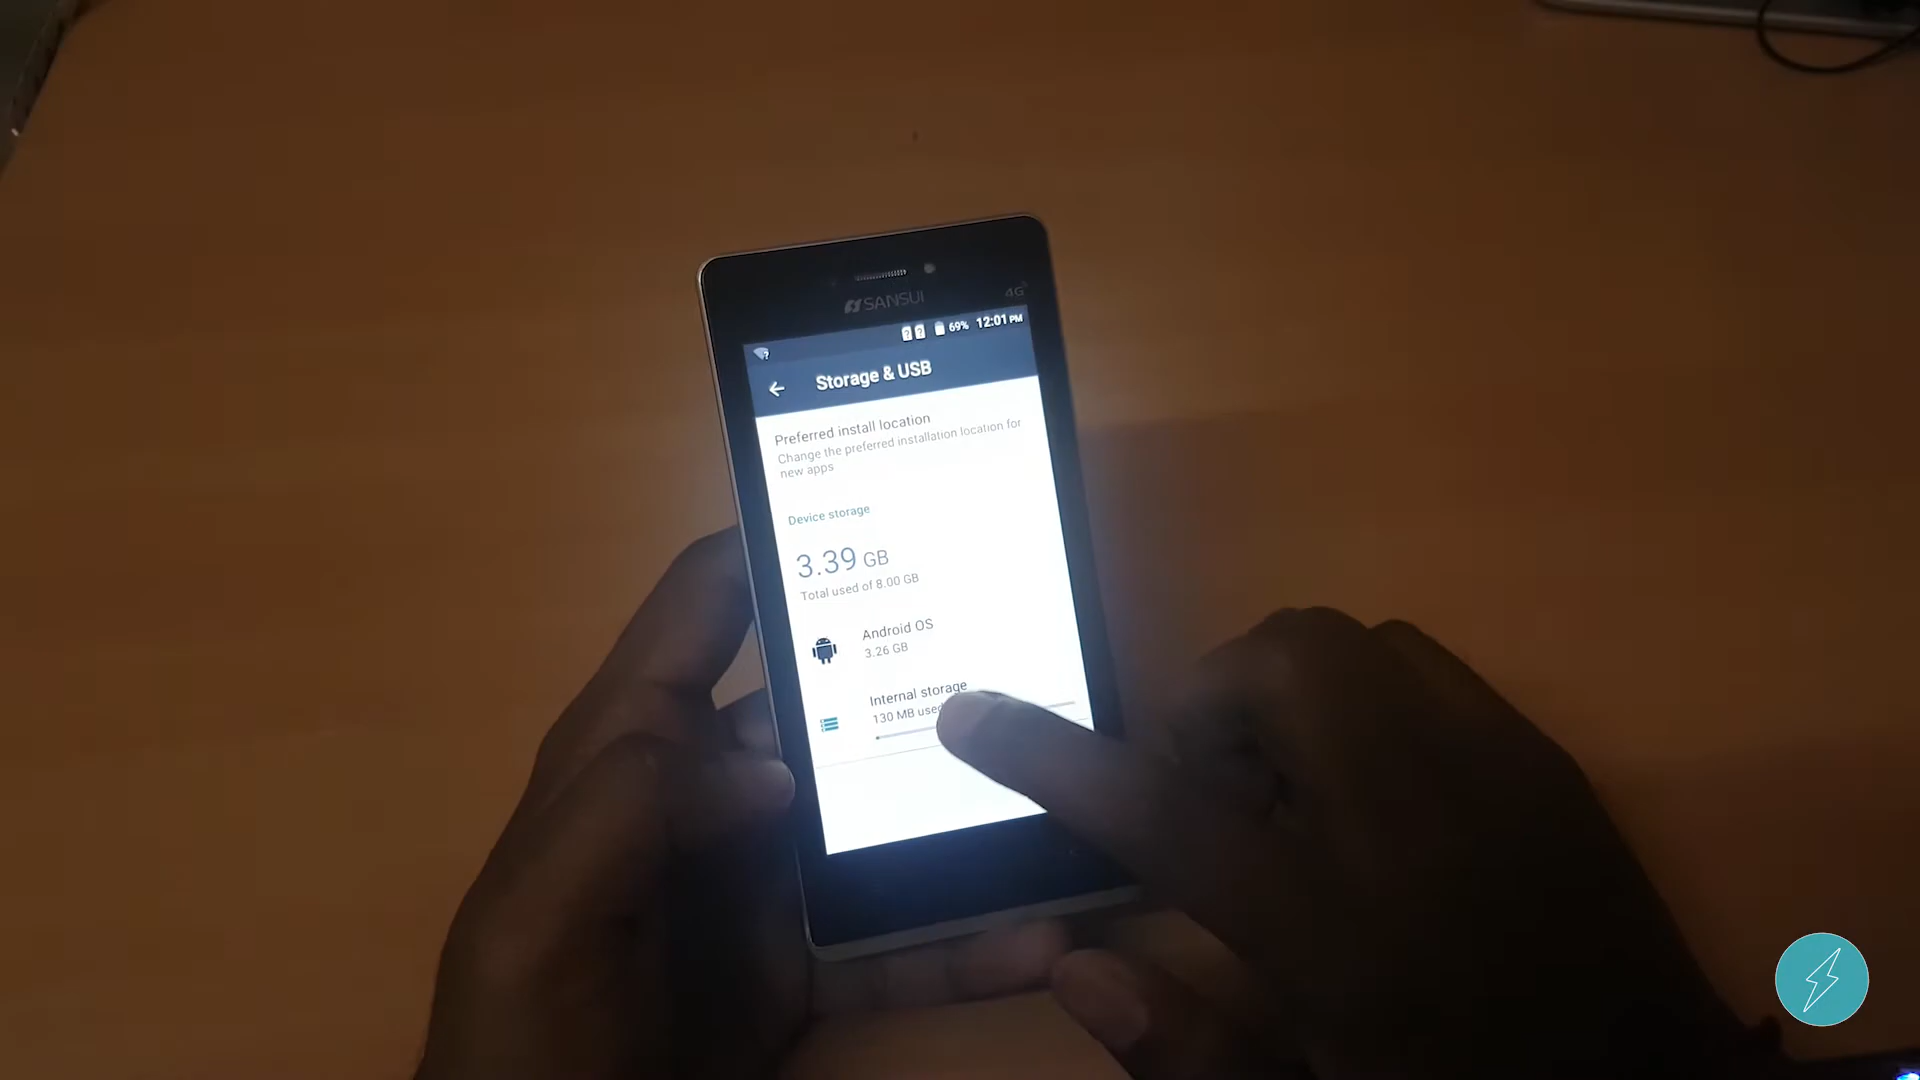 SANSUI
4G
69% 12:01 PM
Storage & USB
Preferred install location
Change the preferred installation location for
new apps
Device storage
3.39 GB
Total used of 8.00 GB
Android OS
3.26 GB
Internal storage
130 MB used